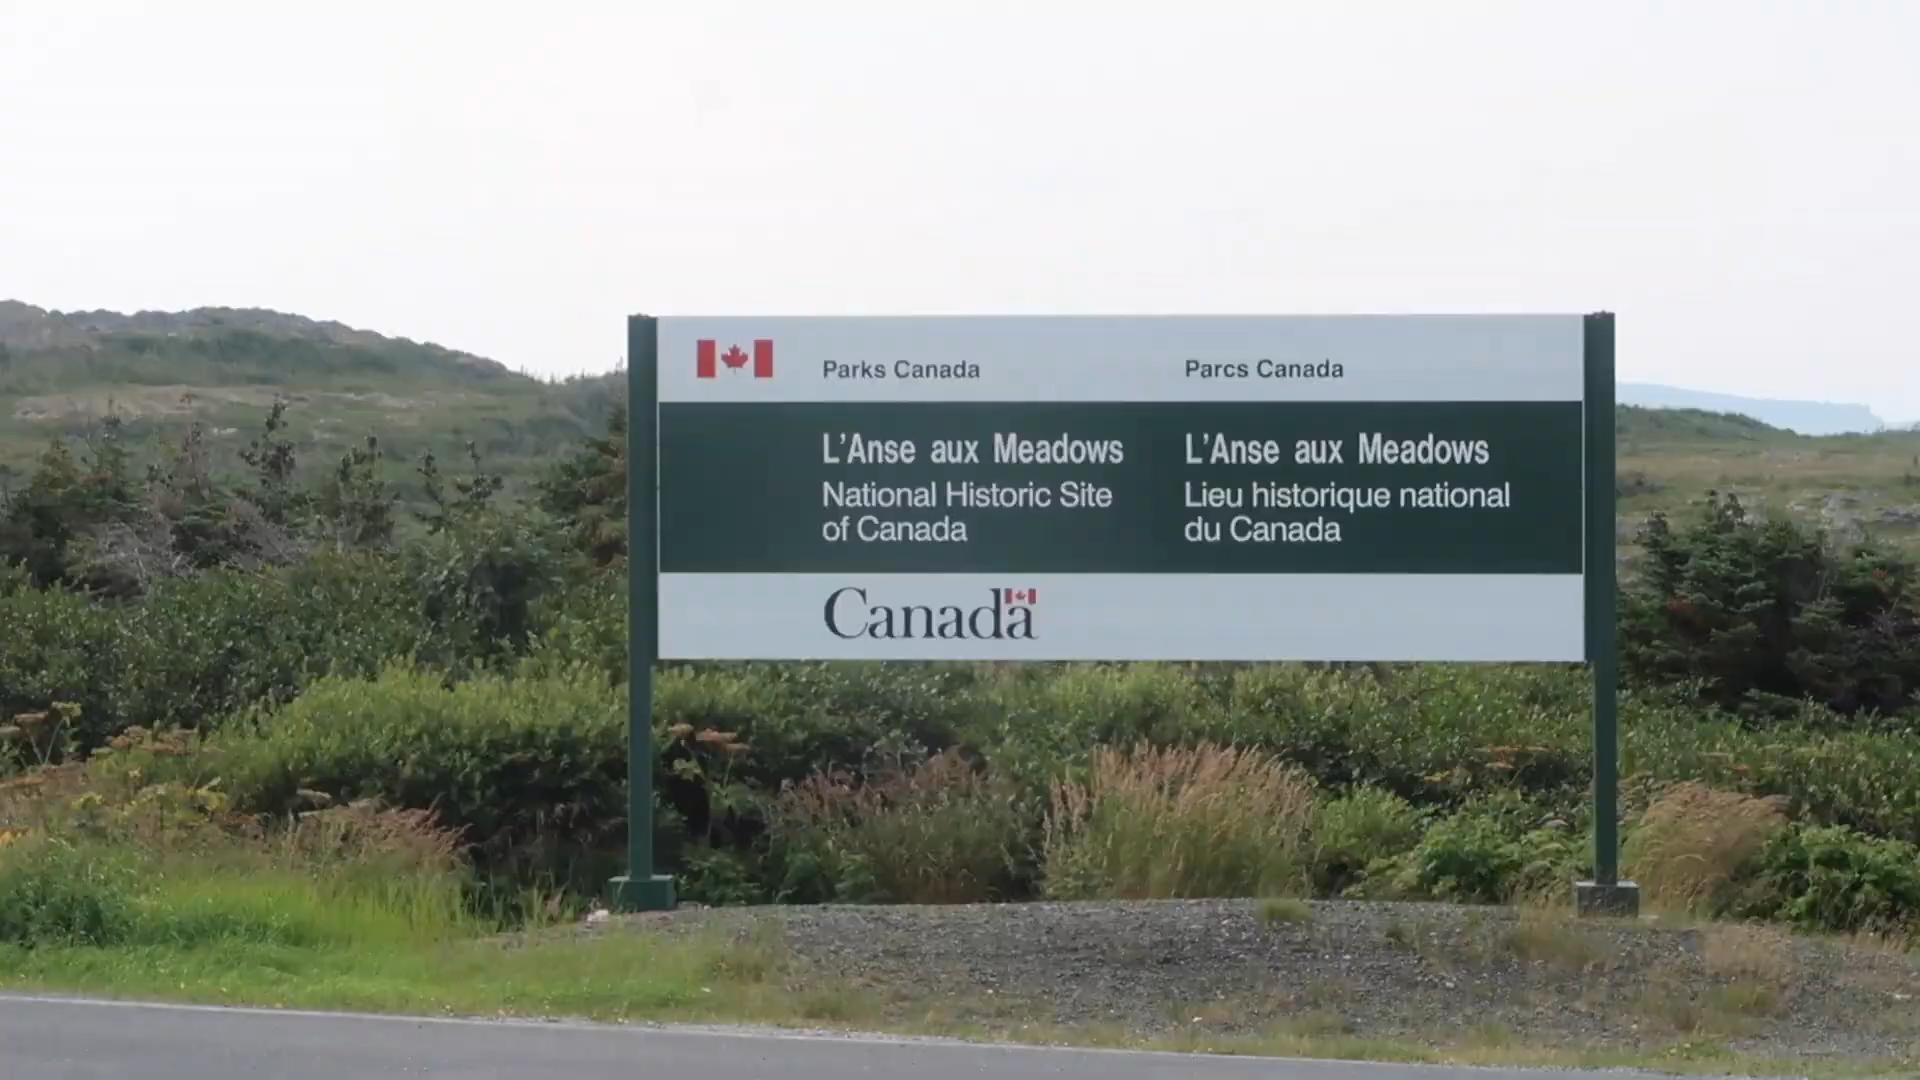 Parks Canada
L'Anse aux Meadows
National Historic Site
of Canada
Parcs Canada
L'Anse aux Meadows
Lieu historique national
du Canada
Canada